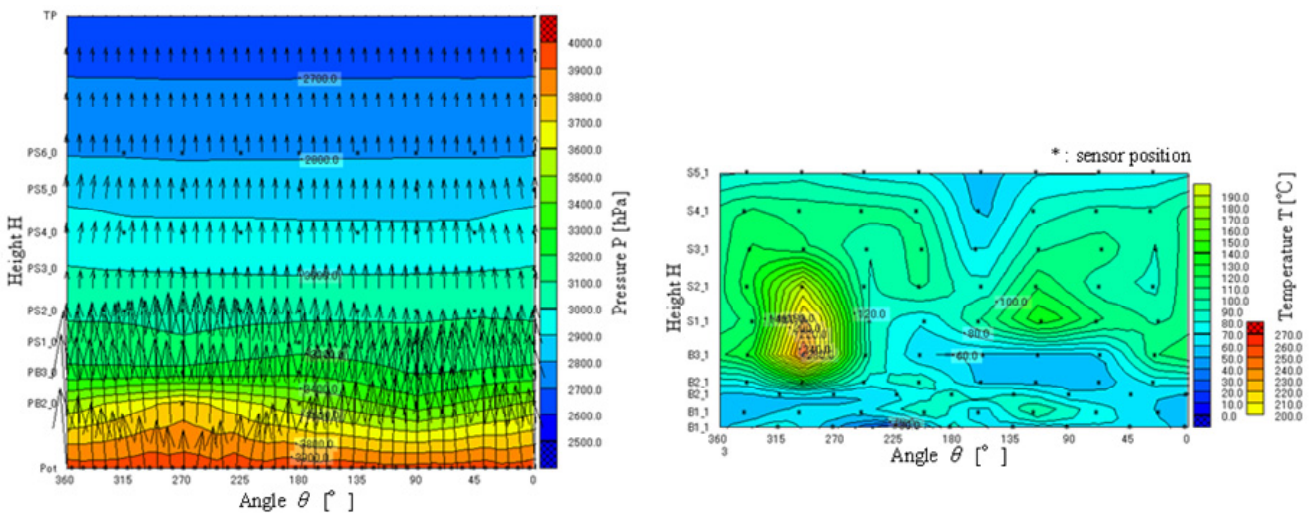 TP
PS6_0
PS5_0
PS4_0
PS3_0
PS2_0
PS1_0
PB3_0
PB2_0
Pot
Height H
2700.0
2800.0
3800.0
360 315 270 225 180 135 90 45 0
Angle θ [° ]
4000.0
3900.0
3800.0
3700.0
3600.0
3500.0
3400.0
3300.0
3200.0
3100.0
3000.0
2900.0
2800.0
2700.0
2600.0
2500.0
Pressure P [hPa]
* : sensor position
S5_1
S4_1
S3_1
S2_1
S1_1
B3_1
B2_1
B2_1
B1_1
B1_1
Height H
120.0
100.0
80.0
60.0
360 315 270 225 180 135 90 45 0
3
Angle θ [° ]
190.0
180.0
170.0
160.0
150.0
140.0
130.0
120.0
110.0
100.0
90.0
80.0
70.0
60.0
50.0
40.0
30.0
20.0
10.0
0.0
270.0
260.0
250.0
240.0
230.0
220.0
210.0
200.0
Temperature T [°C]